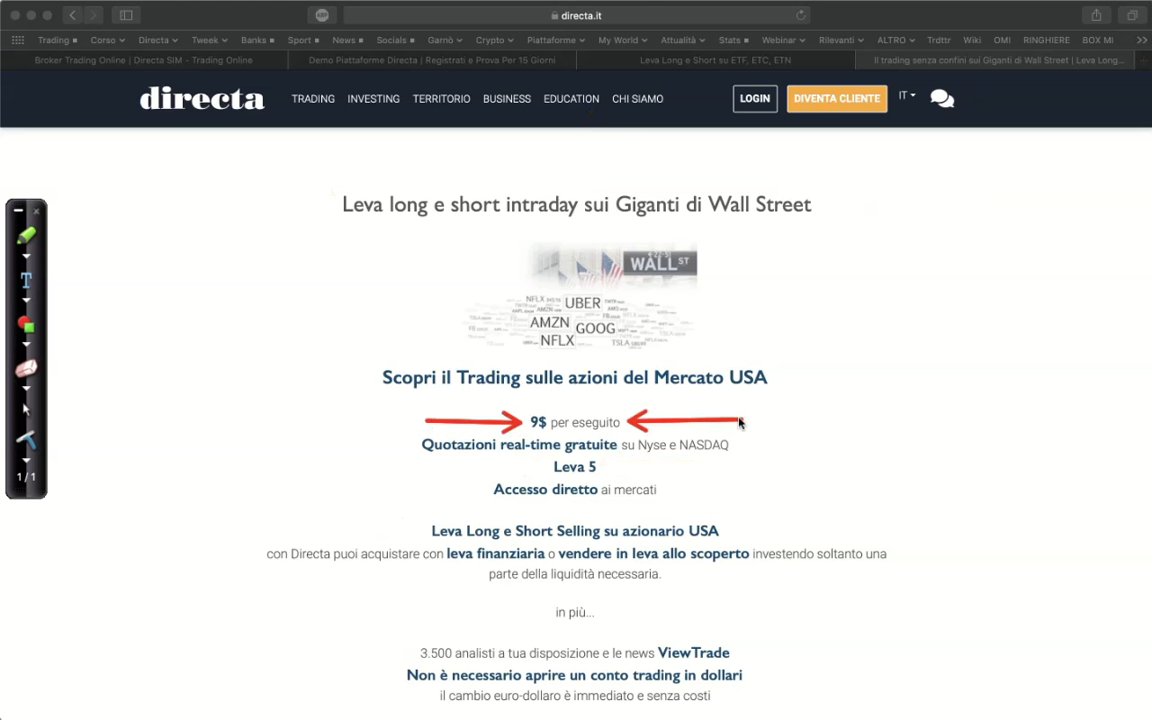 directa.it
Trading
Corso
Directa
Tweek
Banks
Sport
News
Socials
Garnò
Crypto
Piattaforme
My World
Attualità
Stats
Webinar
Rilevanti
ALTRO
Trdttr
Wiki
OMI
RINGHIERE
BOX MI
Broker Trading Online | Directa SIM - Trading Online
Demo Piattaforme Directa | Registrati e Prova Per 15 Giorni
Leva Long e Short su ETF, ETC, ETN
Il trading senza confini sui Giganti di Wall Street | Leva Long...
directa
TRADING
INVESTING
TERRITORIO
BUSINESS
EDUCATION
CHI SIAMO
LOGIN
DIVENTA CLIENTE
IT
Leva long e short intraday sui Giganti di Wall Street
WALL ST
UBER
AMZN
GOOG
NFLX
Scopri il Trading sulle azioni del Mercato USA
9$ per eseguito
Quotazioni real-time gratuite su Nyse e NASDAQ
Leva 5
Accesso diretto ai mercati
Leva Long e Short Selling su azionario USA
con Directa puoi acquistare con leva finanziaria o vendere in leva allo scoperto investendo soltanto una
parte della liquidità necessaria.
in più...
3.500 analisti a tua disposizione e le news ViewTrade
Non è necessario aprire un conto trading in dollari
il cambio euro-dollaro è immediato e senza costi
T
1/1